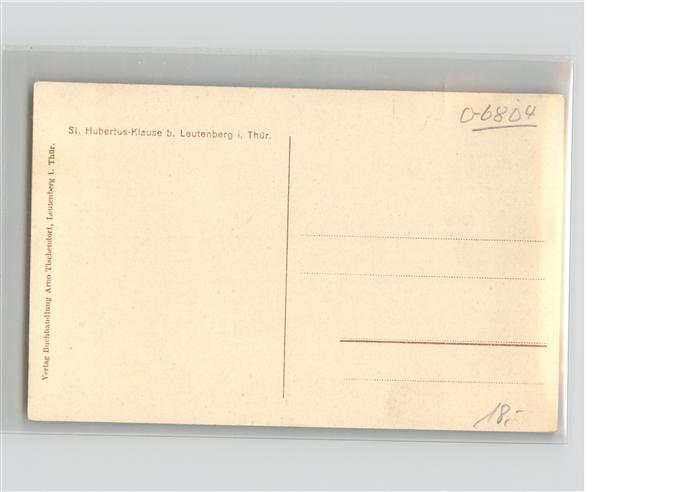 O-6804
St. Hubertus-Klause b. Leutenberg i. Thür.
Verlag Buchhandlung Arno Tischendorf, Leutenberg i. Thür.
18,-